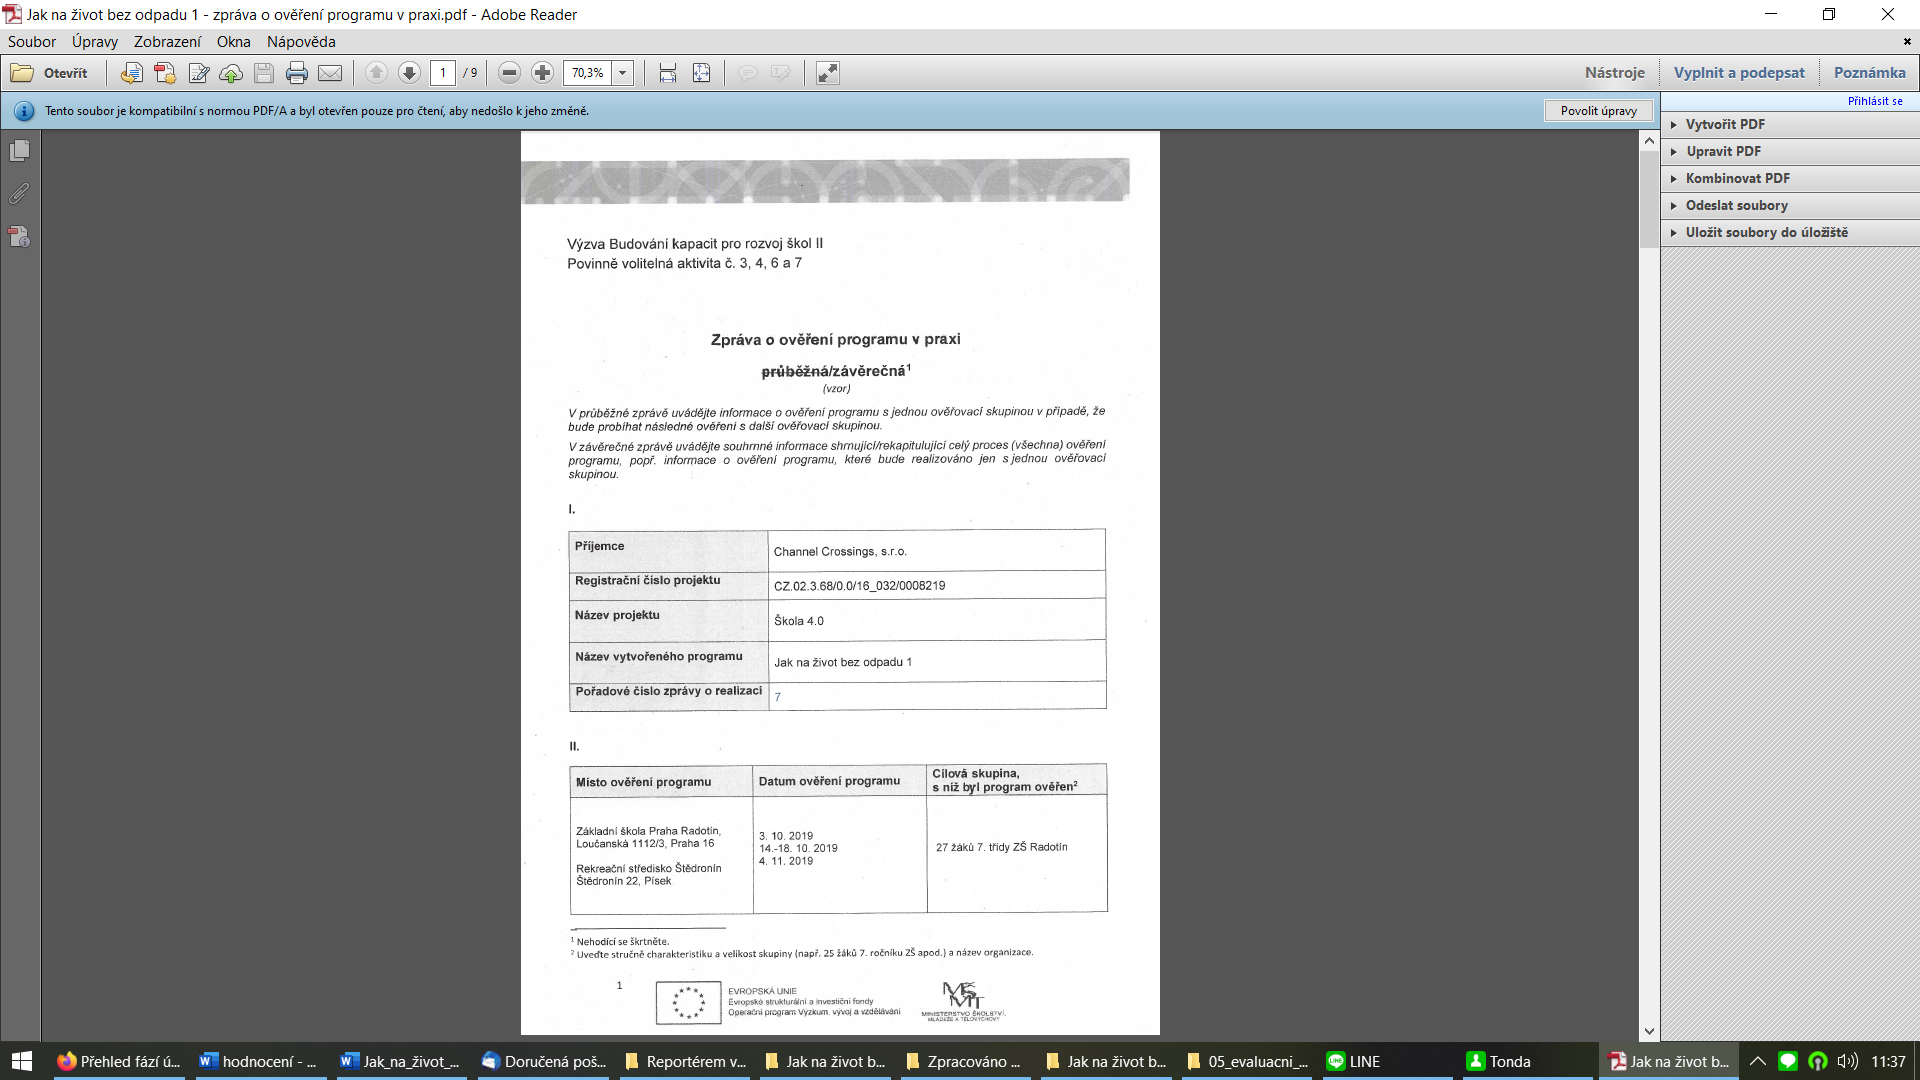 Jak na život bez odpadu 1 - zpráva o ověření programu v praxi.pdf - Adobe Reader
Soubor Úpravy Zobrazení Okna Nápověda
Otevřít 1 / 9 70,3% Nástroje Vyplnit a podepsat Poznámka
Tento soubor je kompatibilní s normou PDF/A a byl otevřen pouze pro čtení, aby nedošlo k jeho změně. Povolit úpravy
Přihlásit se
Vytvořit PDF
Upravit PDF
Kombinovat PDF
Odeslat soubory
Uložit soubory do úložiště
Výzva Budování kapacit pro rozvoj škol II
Povinně volitelná aktivita č. 3, 4, 6 a 7
Zpráva o ověření programu v praxi
průběžná/závěrečná1
(vzor)
V průběžné zprávě uvádějte informace o ověření programu s jednou ověřovací skupinou v případě, že
bude probíhat následné ověření s další ověřovací skupinou.
V závěrečné zprávě uvádějte souhrnné informace shrnující/rekapitulující celý proces (všechna) ověření
programu, popř. informace o ověření programu, které bude realizováno jen s jednou ověřovací
skupinou.
I.
Příjemce Channel Crossings, s.r.o.
Registrační číslo projektu CZ.02.3.68/0.0/16_032/0008219
Název projektu Škola 4.0
Název vytvořeného programu Jak na život bez odpadu 1
Pořadové číslo zprávy o realizaci 7
II.
Místo ověření programu Datum ověření programu Cílová skupina,
s níž byl program ověřen2
Základní škola Praha Radotín,
Loučanská 1112/3, Praha 16
Rekreační středisko Štědronín
Štědronín 22, Písek
3. 10. 2019
14.-18. 10. 2019
4. 11. 2019
27 žáků 7. třídy ZŠ Radotín
1 Nehodící se škrtněte.
2 Uveďte stručně charakteristiku a velikost skupiny (např. 25 žáků 7. ročníku ZŠ apod.) a název organizace.
1
EVROPSKÁ UNIE
Evropské strukturální a investiční fondy
Operační program Výzkum, vývoj a vzdělávání
MŠMT
MINISTERSTVO ŠKOLSTVÍ,
MLÁDEŽE A TĚLOVÝCHOVY
Přehled fází ú... hodnocení - ... Jak_na_život_... Doručená poš... Reportérem v... Jak na život b... Zpracováno ... Jak na život b... 05_evaluacni_... LINE Tonda Jak na život b... 11:37